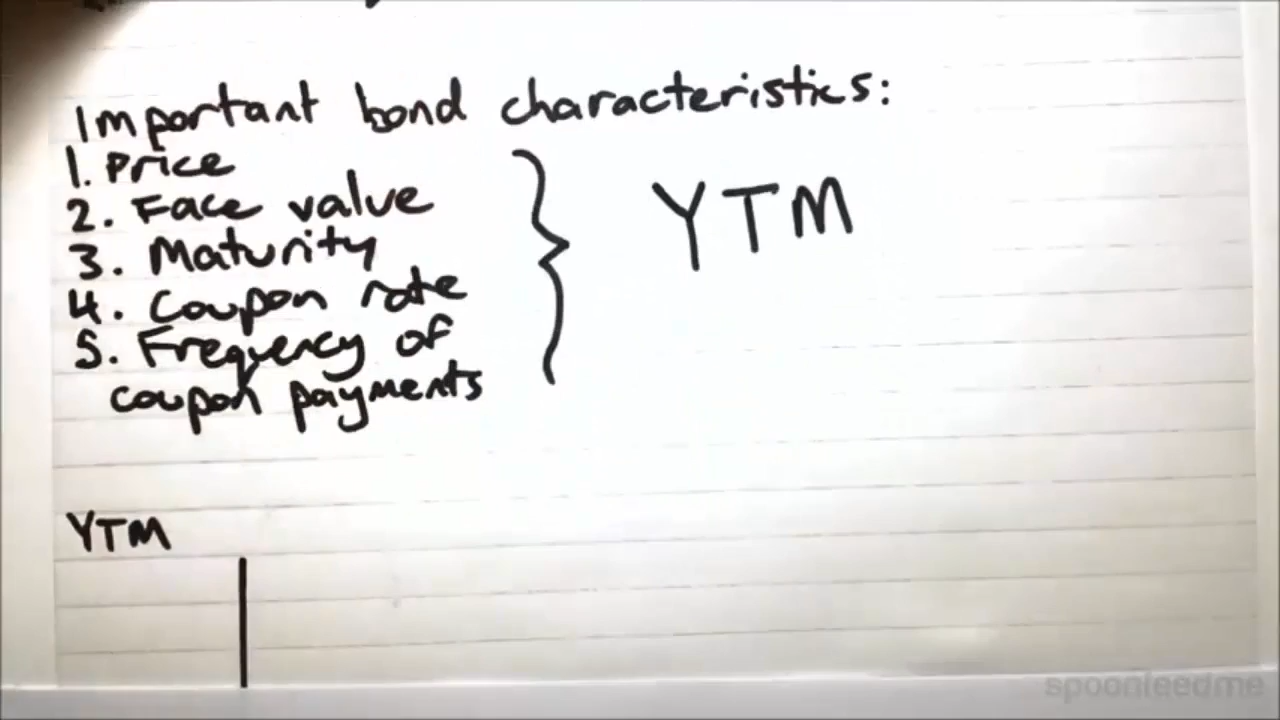 Important bond characteristics:
1. Price
2. Face value
3. Maturity
4. Coupon rate
5. Frequency of
coupon payments
YTM
YTM
spoonfeedme